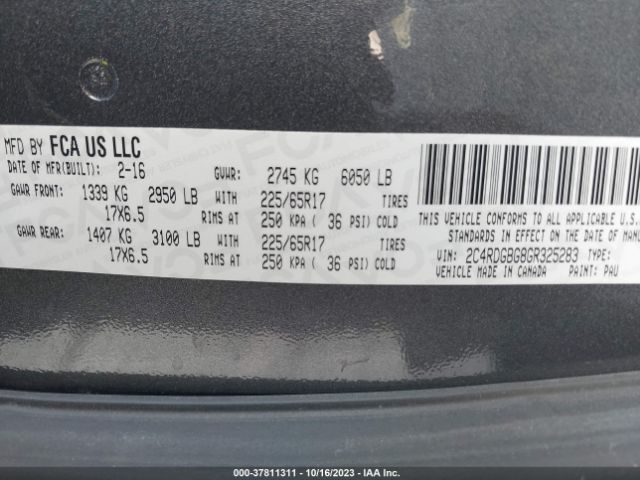 MFD BY FCA US LLC
DATE OF MFR(BUILT): 2-16 GVWR: 2745 KG 6050 LB
GAWR FRONT: 1339 KG 2950 LB WITH 225/65R17 TIRES
17X6.5 RIMS AT 250 KPA ( 36 PSI) COLD
GAWR REAR: 1407 KG 3100 LB WITH 225/65R17 TIRES
17X6.5 RIMS AT 250 KPA ( 36 PSI) COLD
THIS VEHICLE CONFORMS TO ALL APPLICABLE
STANDARDS IN EFFECT ON THE DATE OF MANU
VIN: 2C4RDGBG8GR325283 TYPE:
VEHICLE MADE IN CANADA PAINT: PAU
© IMAGE - 37811311 - 10/16/2023 - IAA Inc.